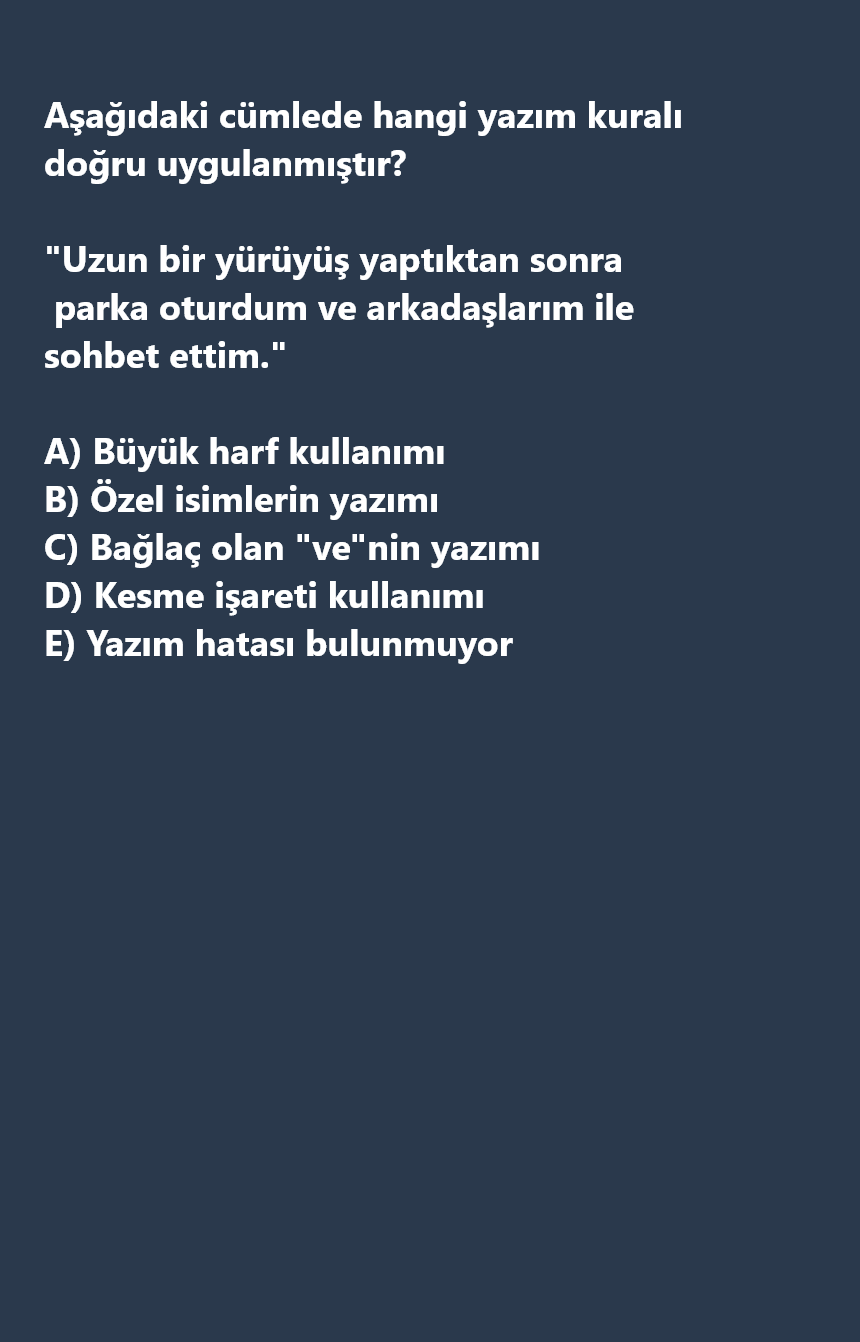 Aşağıdaki cümlede hangi yazım kuralı
doğru uygulanmıştır?
"Uzun bir yürüyüş yaptıktan sonra
parka oturdum ve arkadaşlarım ile
sohbet ettim."
A) Büyük harf kullanımı
B) Özel isimlerin yazımı
C) Bağlaç olan "ve"nin yazımı
D) Kesme işareti kullanımı
E) Yazım hatası bulunmuyor